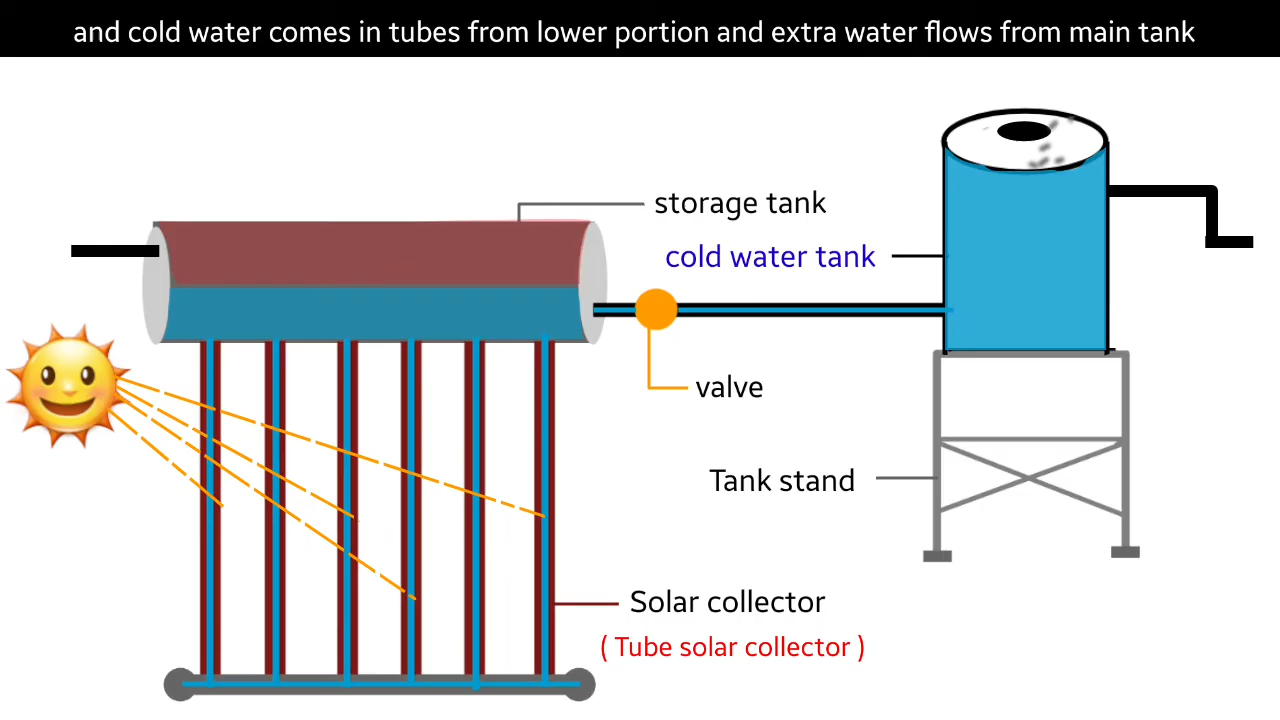 and cold water comes in tubes from lower portion and extra water flows from main tank
storage tank
cold water tank
valve
Tank stand
Solar collector
( Tube solar collector )